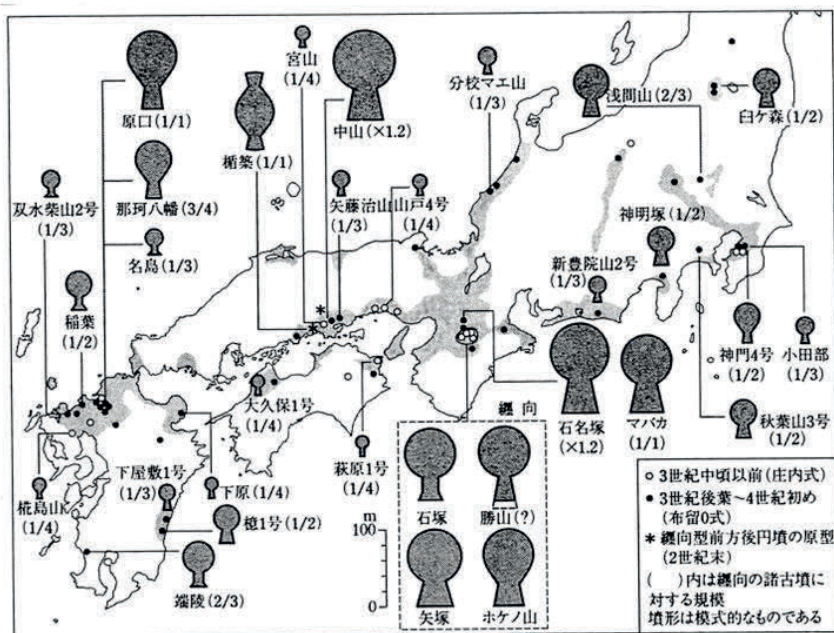 宮山
(1/4)
原口(1/1)
楯築(1/1)
中山(×1.2)
分校マエ山
(1/3)
浅間山(2/3)
臼ケ森(1/2)
双水柴山2号
(1/3)
那珂八幡(3/4)
矢藤治山
(1/3)
山戸4号
(1/4)
神明塚(1/2)
名島(1/3)
新豊院山2号
(1/3)
稲葉
(1/2)
神門4号
(1/2)
小田部
(1/3)
大久保1号
(1/4)
纏向
石名塚
(×1.2)
マバカ
(1/1)
秋葉山3号
(1/2)
萩原1号
(1/4)
下屋敷1号
(1/3)
下原(1/4)
(1/4)
檍1号(1/2)
端陵(2/3)
100
m
0
石塚
勝山(?)
矢塚
ホケノ山
○3世紀中頃以前(庄内式)
●3世紀後葉～4世紀初め
(布留0式)
*纒向型前方後円墳の原型
(2世紀末)
( )内は纒向の諸古墳に
対する規模
墳形は模式的なものである